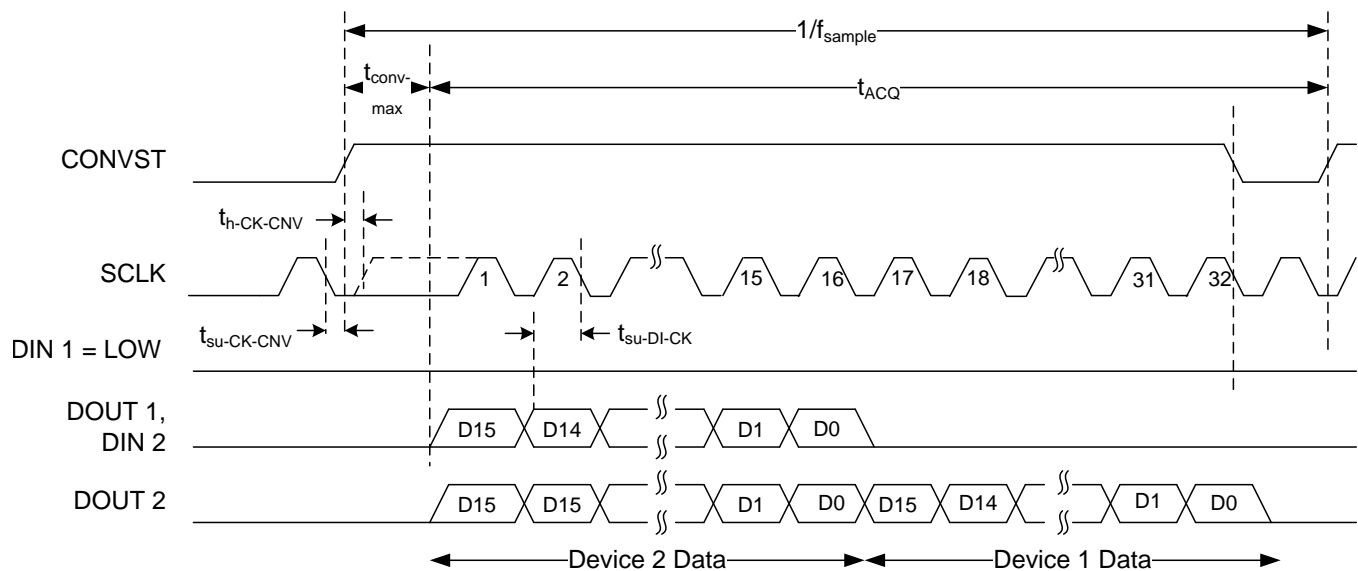 1/fsample
tconv-
max
tACQ
CONVST
th-CK-CNV
SCLK
1 2 15 16 17 18 31 32
tsu-CK-CNV
tsu-DI-CK
DIN 1 = LOW
DOUT 1,
DIN 2
D15 D14 D1 D0
DOUT 2
D15 D15 D1 D0 D15 D14 D1 D0
Device 2 Data Device 1 Data